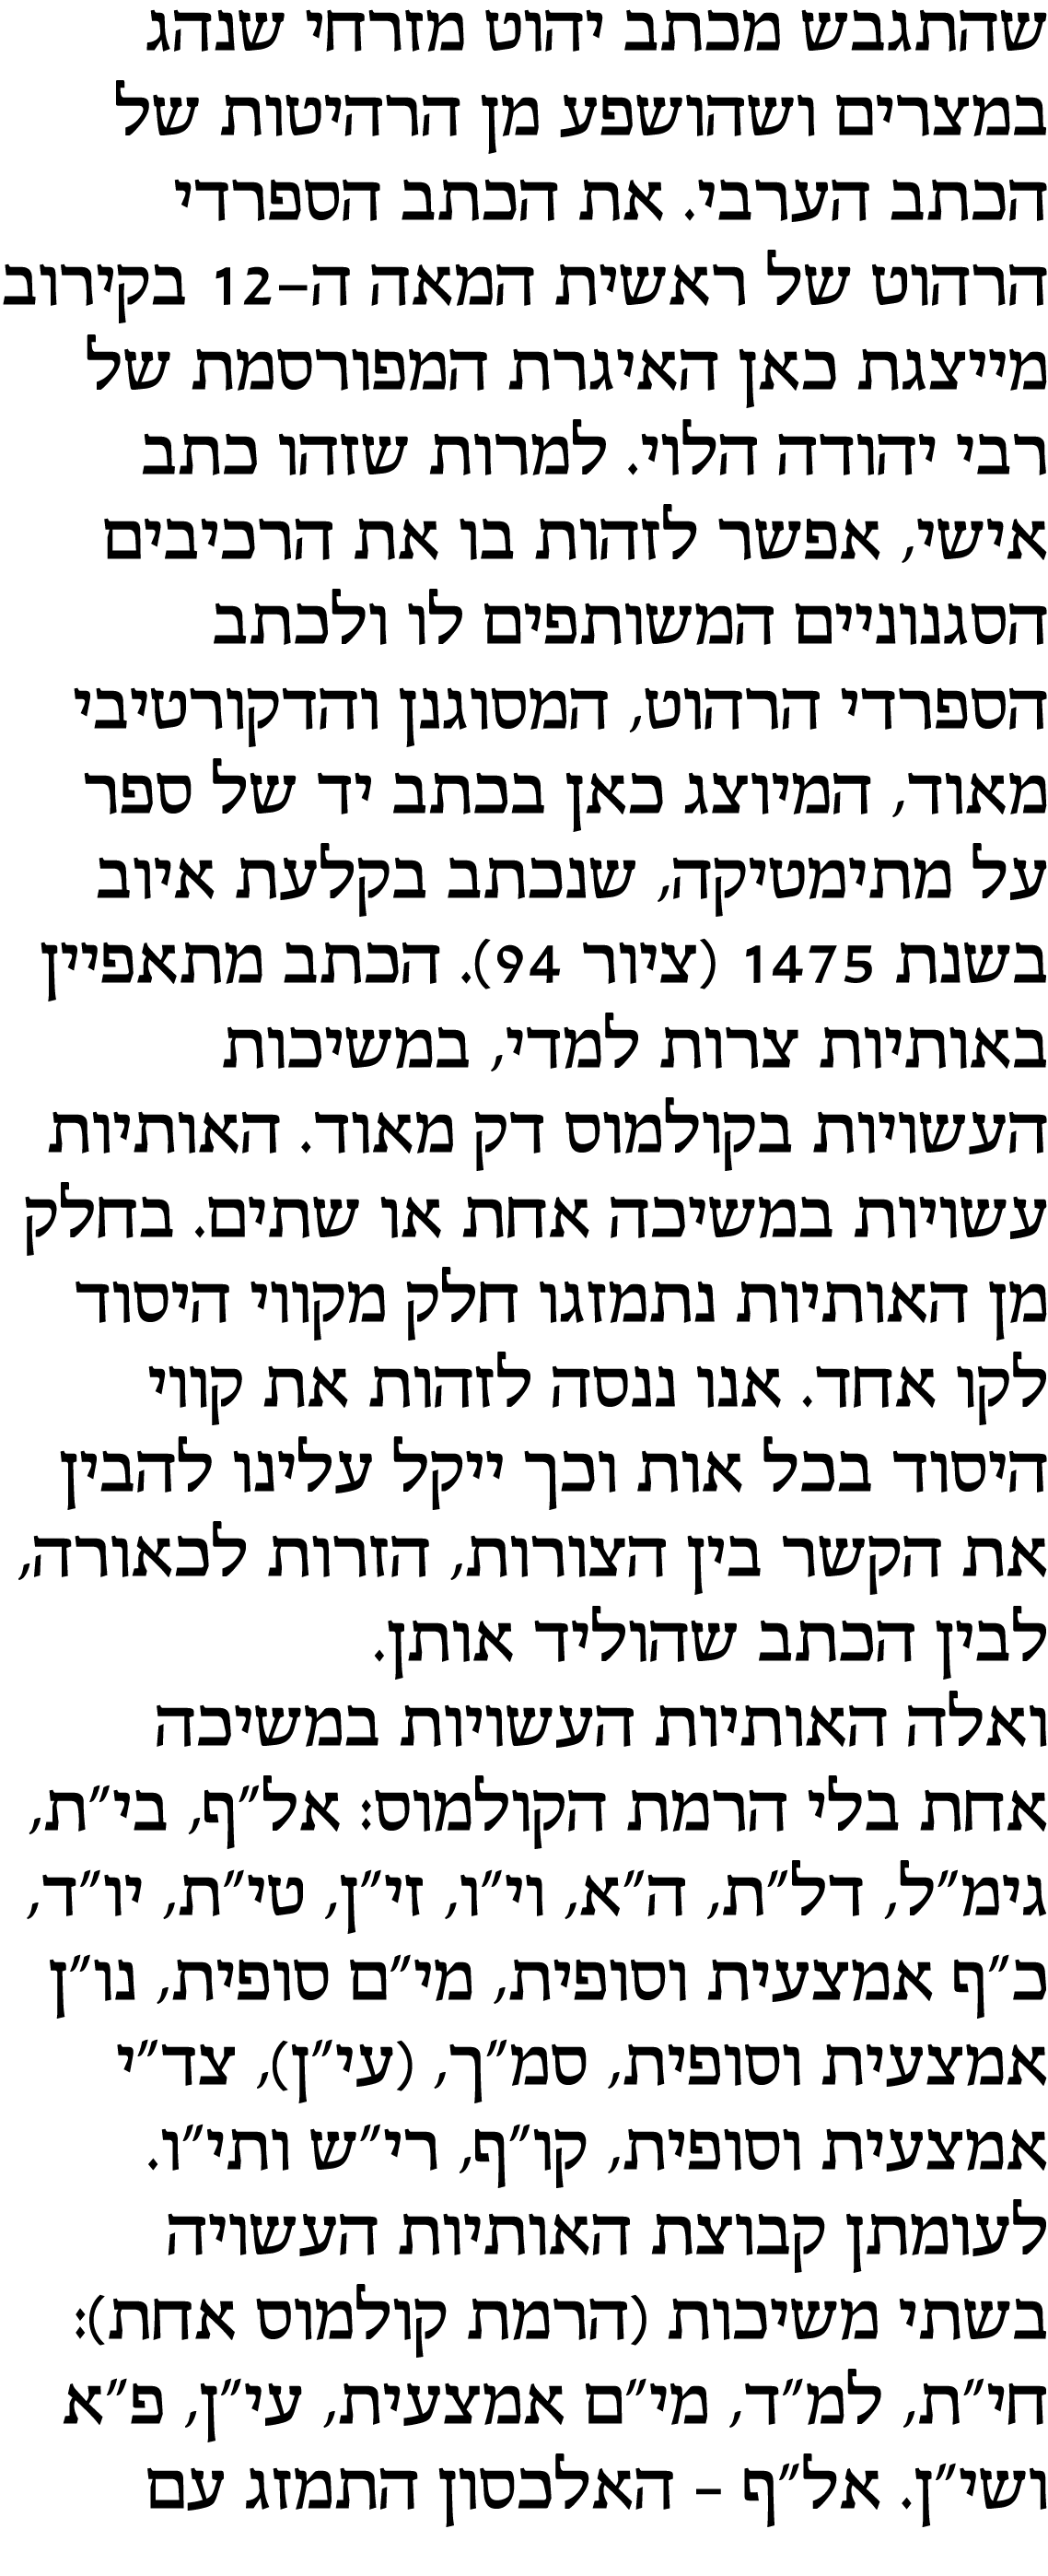 שהתגבש מכתב יהוט מזרחי שנהג
במצרים ושהושפע מן הרהיטות של
הכתב הערבי. את הכתב הספרדי
הרהוט של ראשית המאה ה–12 בקירוב
מייצגת כאן האיגרת המפורסמת של
רבי יהודה הלוי. למרות שזהו כתב
אישי, אפשר לזהות בו את הרכיבים
הסגנוניים המשותפים לו ולכתב
הספרדי הרהוט, המסוגנן והדקורטיבי
מאוד, המיוצג כאן בכתב יד של ספר
על מתימטיקה, שנכתב בקלעת איוב
בשנת 1475 (ציור 94). הכתב מתאפיין
באותיות צרות למדי, במשיכות
העשויות בקולמוס דק מאוד. האותיות
עשויות במשיכה אחת או שתים. בחלק
מן האותיות נתמזגו חלק מקווי היסוד
לקו אחד. אנו ננסה לזהות את קווי
היסוד בכל אות וכך ייקל עלינו להבין
את הקשר בין הצורות, הזרות לכאורה,
לבין הכתב שהוליד אותן.
ואלה האותיות העשויות במשיכה
אחת בלי הרמת הקולמוס: אל״ף, בי״ת,
גימ״ל, דל״ת, ה״א, וי״ו, זי״ן, טי״ת, יו״ד,
כ״ף אמצעית וסופית, מי״ם סופית, נו״ן
אמצעית וסופית, סמ״ך, (עי״ן), צד״י
אמצעית וסופית, קו״ף, רי״ש ותי״ו.
לעומתן קבוצת האותיות העשויה
בשתי משיכות (הרמת קולמוס אחת):
חי״ת, למ״ד, מי״ם אמצעית, עי״ן, פ״א
ושי״ן. אל״ף – האלכסון התמזג עם